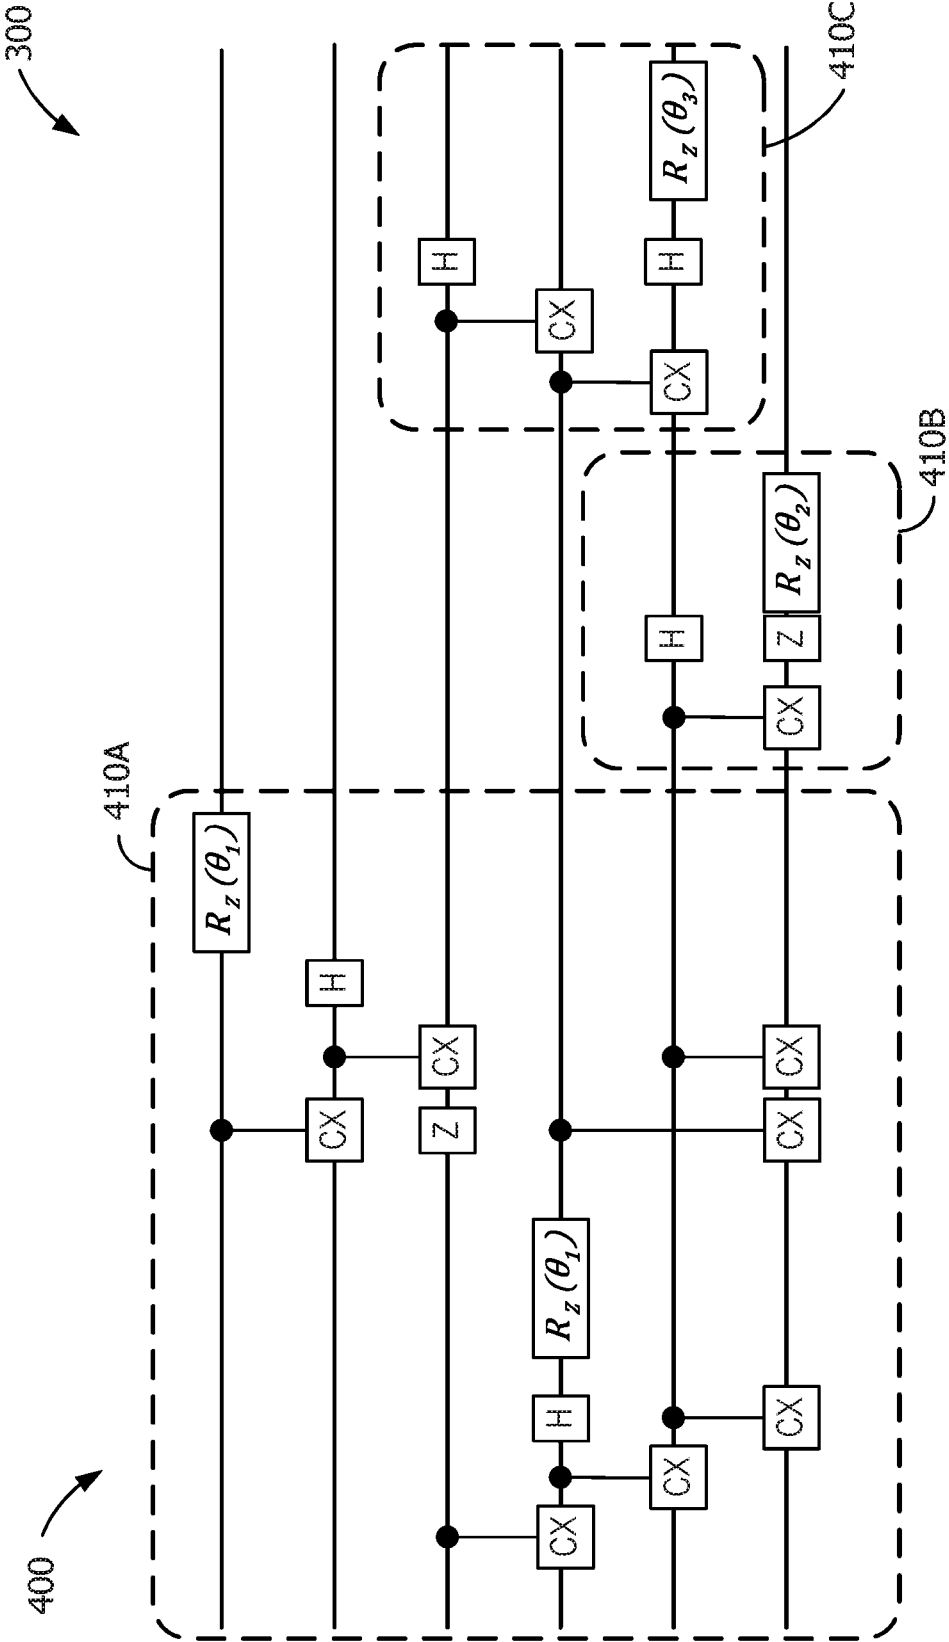 400
300
410A
R_z(θ_1)
CX
H
Z
CX
H
CX
H
R_z(θ_1)
CX
CX
H
CX
H
R_z(θ_3)
CX
CX
CX
CX
Z
R_z(θ_2)
410C
410B